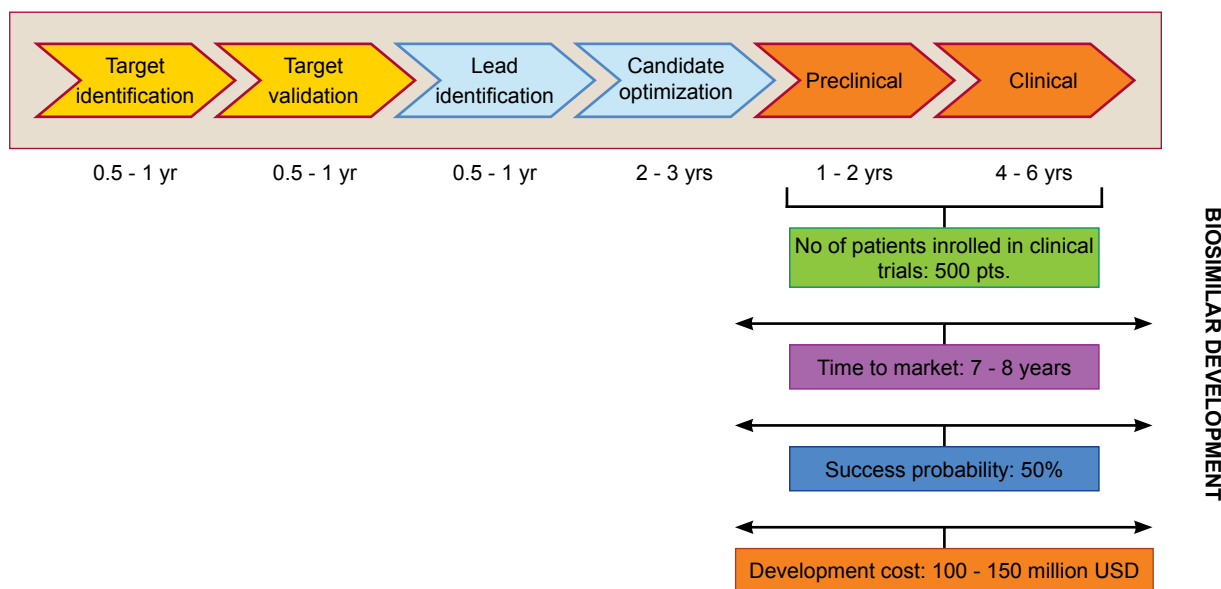 Target
identification
Target
validation
Lead
identification
Candidate
optimization
Preclinical
Clinical
0.5 - 1 yr
0.5 - 1 yr
0.5 - 1 yr
2 - 3 yrs
1 - 2 yrs
4 - 6 yrs
No of patients inrolled in clinical
trials: 500 pts.
Time to market: 7 - 8 years
Success probability: 50%
Development cost: 100 - 150 million USD
BIOSIMILAR DEVELOPMENT